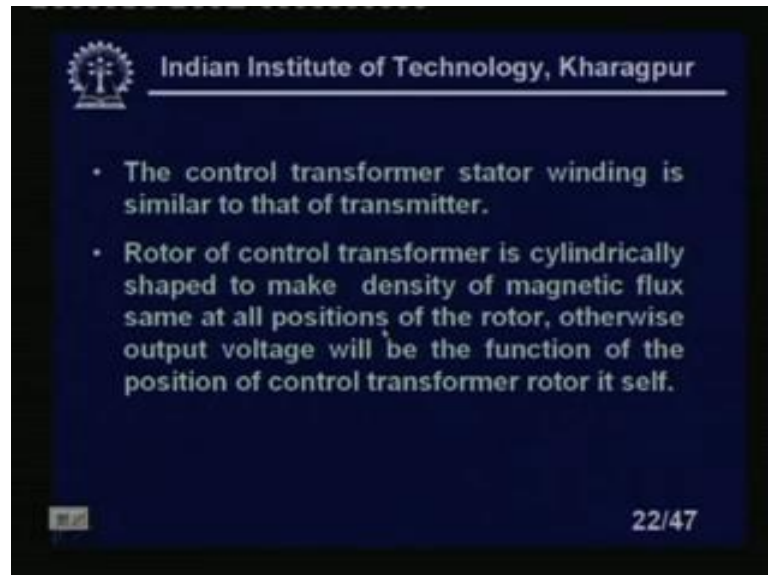 Indian Institute of Technology, Kharagpur
• The control transformer stator winding is
similar to that of transmitter.
• Rotor of control transformer is cylindrically
shaped to make density of magnetic flux
same at all positions of the rotor, otherwise
output voltage will be the function of the
position of control transformer rotor it self.
22/47